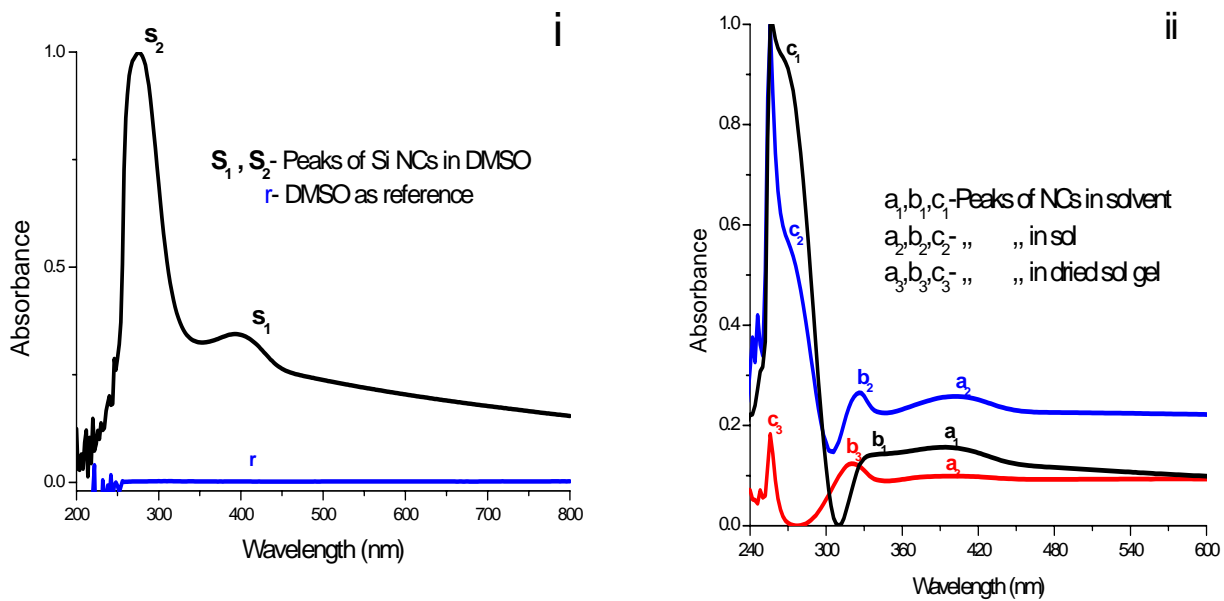 i
S2
1.0
S1 , S2- Peaks of Si NCs in DMSO
r- DMSO as reference
0.5
S1
r
0.0
200 300 400 500 600 700 800
Absorbance
Wavelength (nm)
ii
1.0
c1
0.8
a1,b1,c1-Peaks of NCs in solvent
a2,b2,c2- ,, ,, in sol
a3,b3,c3- ,, ,, in dried sol gel
0.6
c2
0.4
b2 a2
0.2
c3 b3 b1 a1
0.0
240 300 360 420 480 540 600
Absorbance
Wavelength (nm)